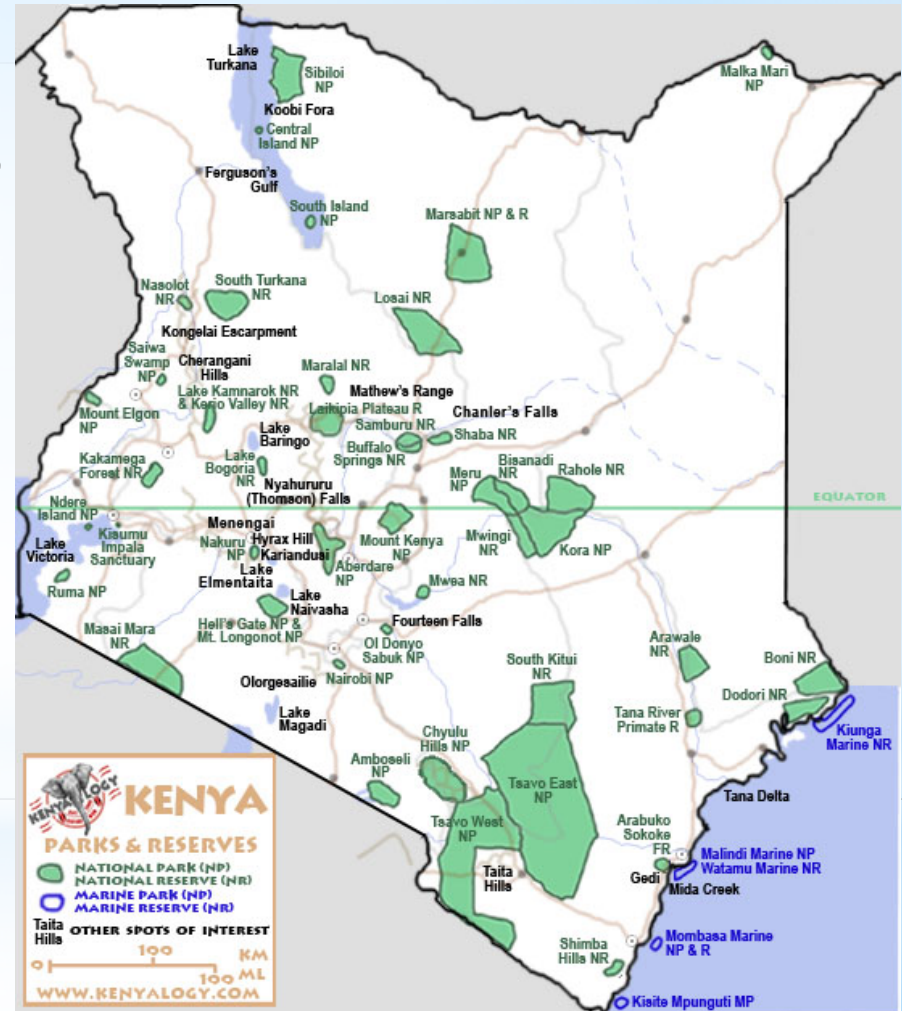 Lake
Turkana
Sibiloi
NP
Malka Mari
NP
Koobi Fora
Central
Island NP
Ferguson's
Gulf
South Island
NP
Marsabit NP & R
Nasolot
NR
South Turkana
NR
Losai NR
Kongelai Escarpment
Saiwa
Swamp
NP
Cherangani
Hills
Maralal NR
Mathew's Range
Lake Kamnarok NR
& Kerio Valley NR
Laikipia Plateau R
Chanler's Falls
Mount Elgon
NP
Samburu NR
Lake
Baringo
Shaba NR
Buffalo
Springs NR
Kakamega
Forest NR
Lake
Bogoria
NR
Meru
NP
Bisanadi
NR
Rahole NR
Nyahururu
(Thomson) Falls
EQUATOR
Ndere
Island NP
Menengai
Lake
Victoria
Kisumu
Impala
Sanctuary
Nakuru
NP
Hyrax Hill
Kariandusi
Mount Kenya
NP
Mwingi
NR
Kora NP
Lake
Elmentaita
Aberdare
NP
Ruma NP
Mwea NR
Lake
Naivasha
Hell's Gate NP &
Mt. Longonot NP
Fourteen Falls
Masai Mara
NR
Ol Donyo
Sabuk NP
Arawale
NR
South Kitui
NR
Boni NR
Nairobi NP
Olorgesailie
Dodori NR
Lake
Magadi
Tana River
Primate R
Kiunga
Marine NR
Chyulu
Hills NP
Amboseli
NP
Tsavo East
NP
Tana Delta
Tsavo West
NP
Arabuko
Sokoke
FR
Malindi Marine NP
Watamu Marine NR
Taita
Hills
Gedi
Mida Creek
Shimba
Hills NR
Mombasa Marine
NP & R
Kisite Mpunguti MP
KENYALOGY
KENYA
PARKS & RESERVES
NATIONAL PARK (NP)
NATIONAL RESERVE (NR)
MARINE PARK (NP)
MARINE RESERVE (NR)
Taita
Hills
OTHER SPOTS OF INTEREST
100 KM
0
100 ML
WWW.KENYALOGY.COM